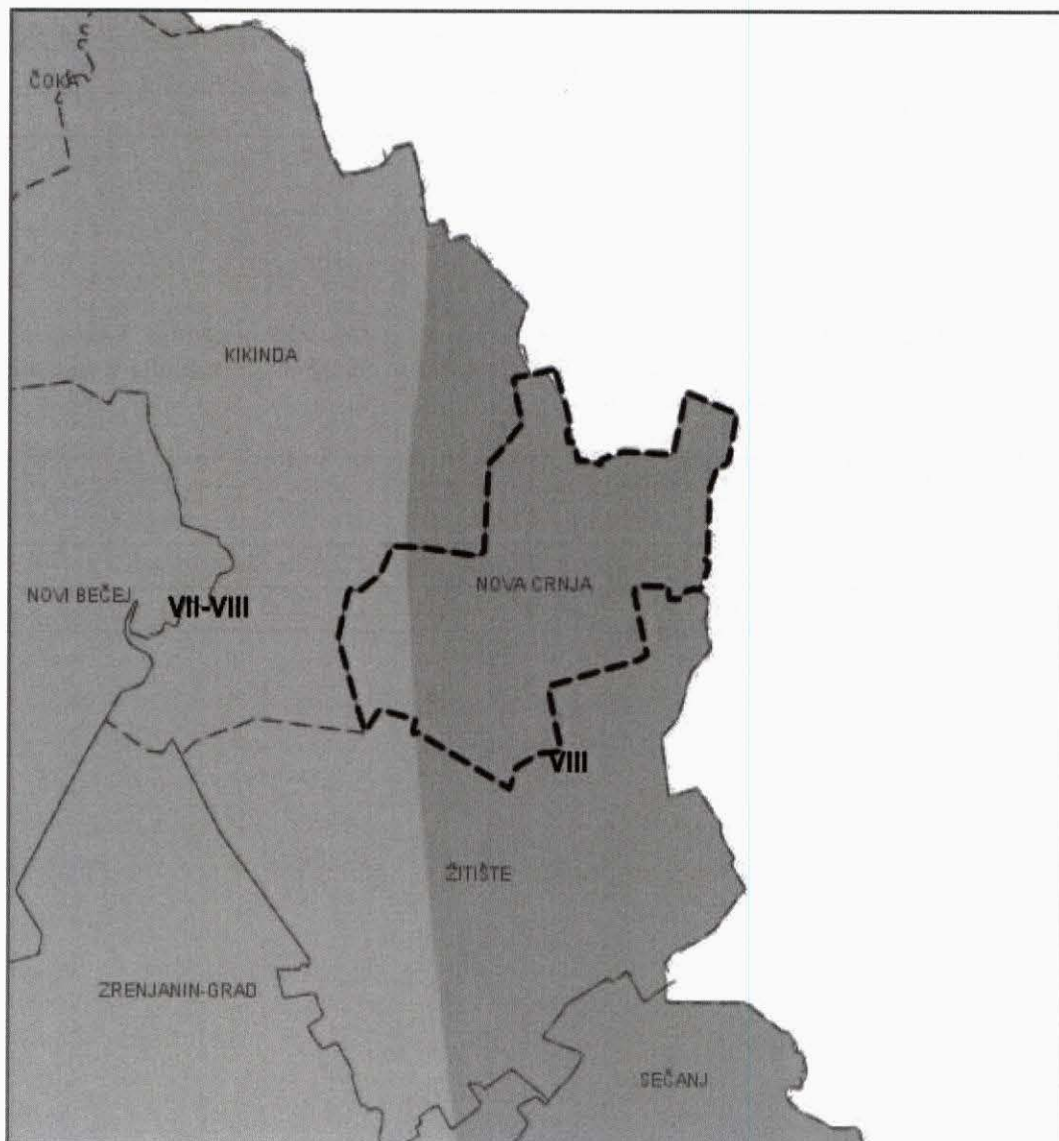 ČOKA
KIKINDA
NOVI BEČEJ
VII-VIII
NOVA CRNJA
VIII
ŽITIŠTE
ZRENJANIN-GRAD
SEČANJ